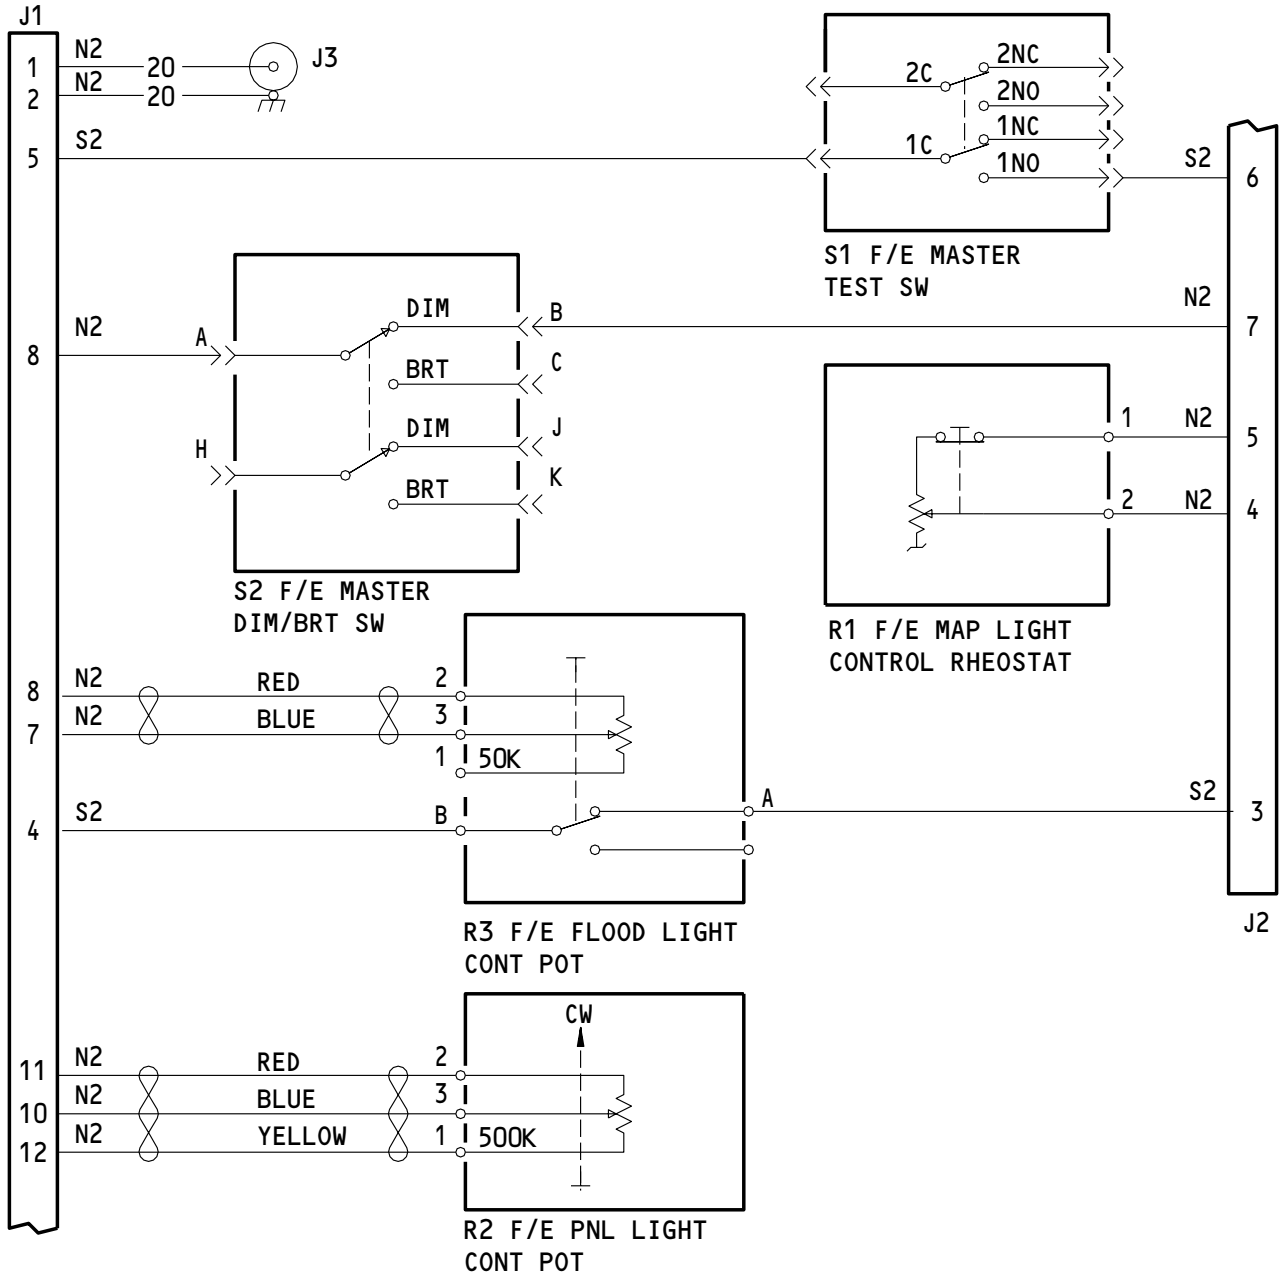 J1
1 N2 20 J3
2 N2 20
5 S2
2C 2NC
2NO
1C 1NC
1NO S2 6
S1 F/E MASTER
TEST SW
8 N2 A DIM B N2 7
BRT C
H DIM J
BRT K
S2 F/E MASTER
DIM/BRT SW
1 N2 5
2 N2 4
R1 F/E MAP LIGHT
CONTROL RHEOSTAT
8 N2 RED 2
7 N2 BLUE 3
1 50K
4 S2 B A S2 3
R3 F/E FLOOD LIGHT
CONT POT
J2
CW
11 N2 RED 2
10 N2 BLUE 3
12 N2 YELLOW 1 500K
R2 F/E PNL LIGHT
CONT POT